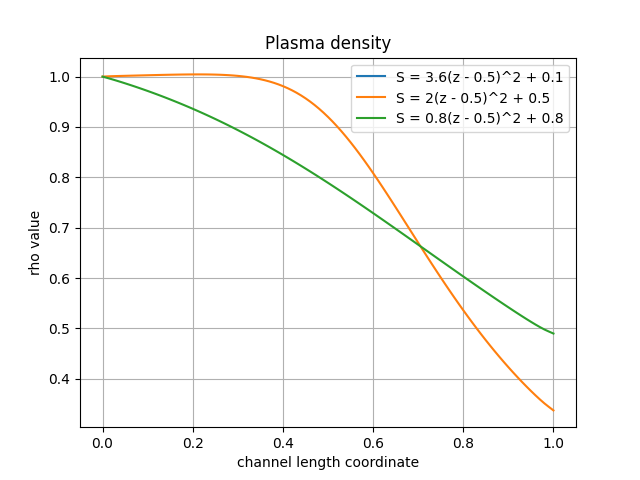 Plasma density
S = 3.6(z - 0.5)^2 + 0.1
S = 2(z - 0.5)^2 + 0.5
S = 0.8(z - 0.5)^2 + 0.8
rho value
1.0
0.9
0.8
0.7
0.6
0.5
0.4
0.0 0.2 0.4 0.6 0.8 1.0
channel length coordinate